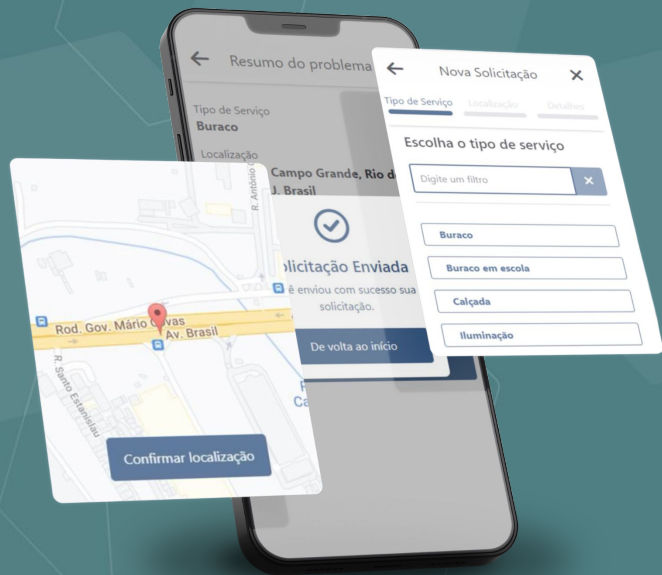 Resumo do problema
Tipo de Serviço
Buraco
Localização
Campo Grande, Rio d
J. Brasil
licitação Enviada
ê enviou com sucesso sua
solicitação.
De volta ao início
Ca
Nova Solicitação
Tipo de Serviço Localização Detalhes
Escolha o tipo de serviço
Digite um filtro
Buraco
Buraco em escola
Calçada
Iluminação
R. Antônio
Rod. Gov. Mário vas
Av. Brasil
R. Santo Estanislau
Confirmar localização